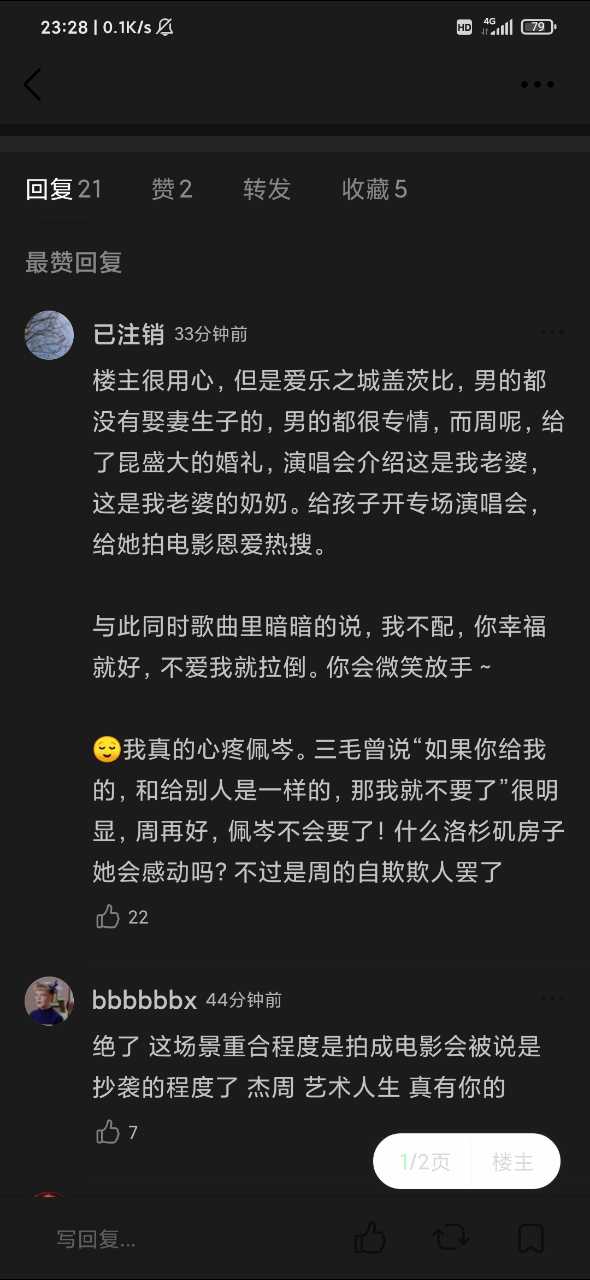 23:28 | 0.1K/s
HD 4G 79
回复 21 赞 2 转发 收藏 5
最赞回复
已注销 33分钟前
楼主很用心，但是爱乐之城盖茨比，男的都
没有娶妻生子的，男的都很专情，而周呢，给
了昆盛大的婚礼，演唱会介绍这是我老婆，
这是我老婆的奶奶。给孩子开专场演唱会，
给她拍电影恩爱热搜。
与此同时歌曲里暗暗的说，我不配，你幸福
就好，不爱我就拉倒。你会微笑放手 ~
😌我真的心疼佩岑。三毛曾说“如果你给我
的，和给别人是一样的，那我就不要了”很明
显，周再好，佩岑不会要了！什么洛杉矶房子
她会感动吗？不过是周的自欺欺人罢了
22
bbbbbbx 44分钟前
绝了 这场景重合程度是拍成电影会被说是
抄袭的程度了 杰周 艺术人生 真有你的
7
1/2页 楼主
写回复...